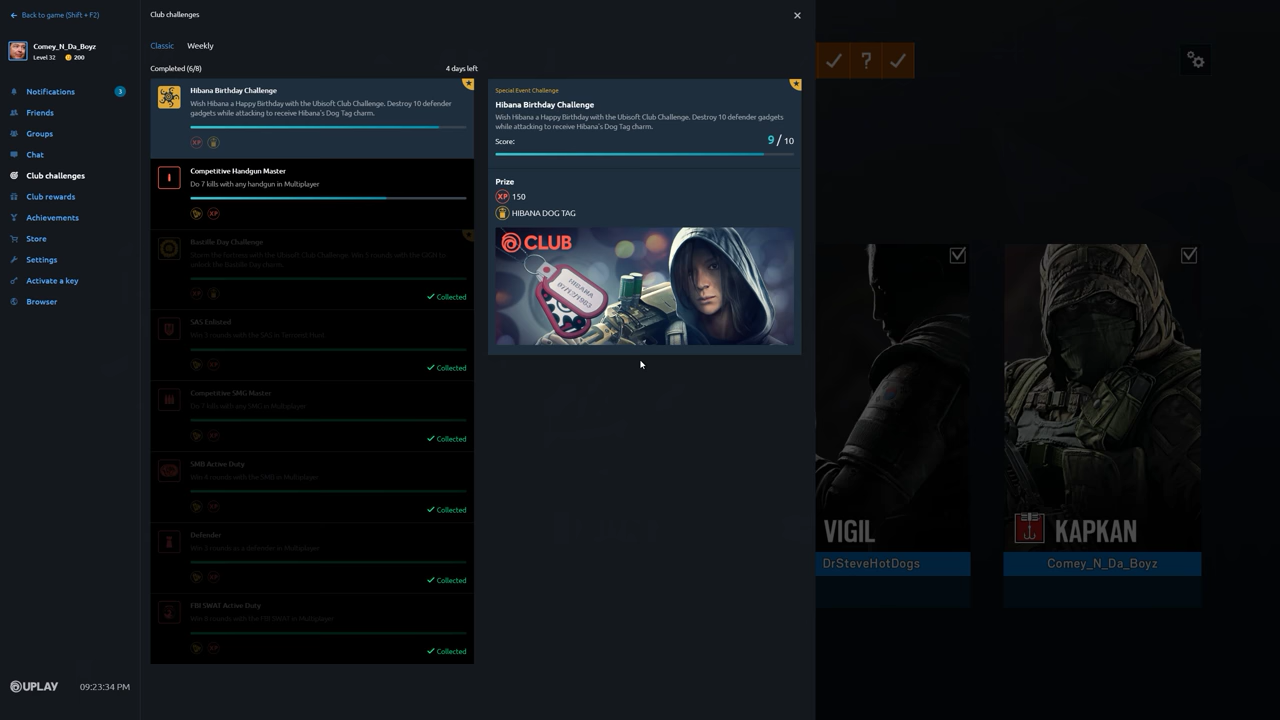 Back to game (Shift + F2)
Comey_N_Da_Boyz
Level 32 200
Notifications 3
Friends
Groups
Chat
Club challenges
Club rewards
Achievements
Store
Settings
Activate a key
Browser
UPLAY 09:23:34 PM
Club challenges
Classic Weekly
Completed (6/8) 4 days left
Hibana Birthday Challenge
Wish Hibana a Happy Birthday with the Ubisoft Club Challenge. Destroy 10 defender
gadgets while attacking to receive Hibana's Dog Tag charm.
XP
Competitive Handgun Master
Do 7 kills with any handgun in Multiplayer
XP
Bastille Day Challenge
Collected
SAS Enlisted
Collected
Competitive SMG Master
Do 7 kills with any SMG in Multiplayer
Collected
SMB Active Duty
Collected
Defender
Collected
FBI SWAT Active Duty
Collected
Special Event Challenge
Hibana Birthday Challenge
Wish Hibana a Happy Birthday with the Ubisoft Club Challenge. Destroy 10 defender gadgets
while attacking to receive Hibana's Dog Tag charm.
Score: 9 / 10
Prize
XP 150
HIBANA DOG TAG
CLUB
HIBANA
07/12/1983
?
VIGIL
DrSteveHotDogs
KAPKAN
Comey_N_Da_Boyz